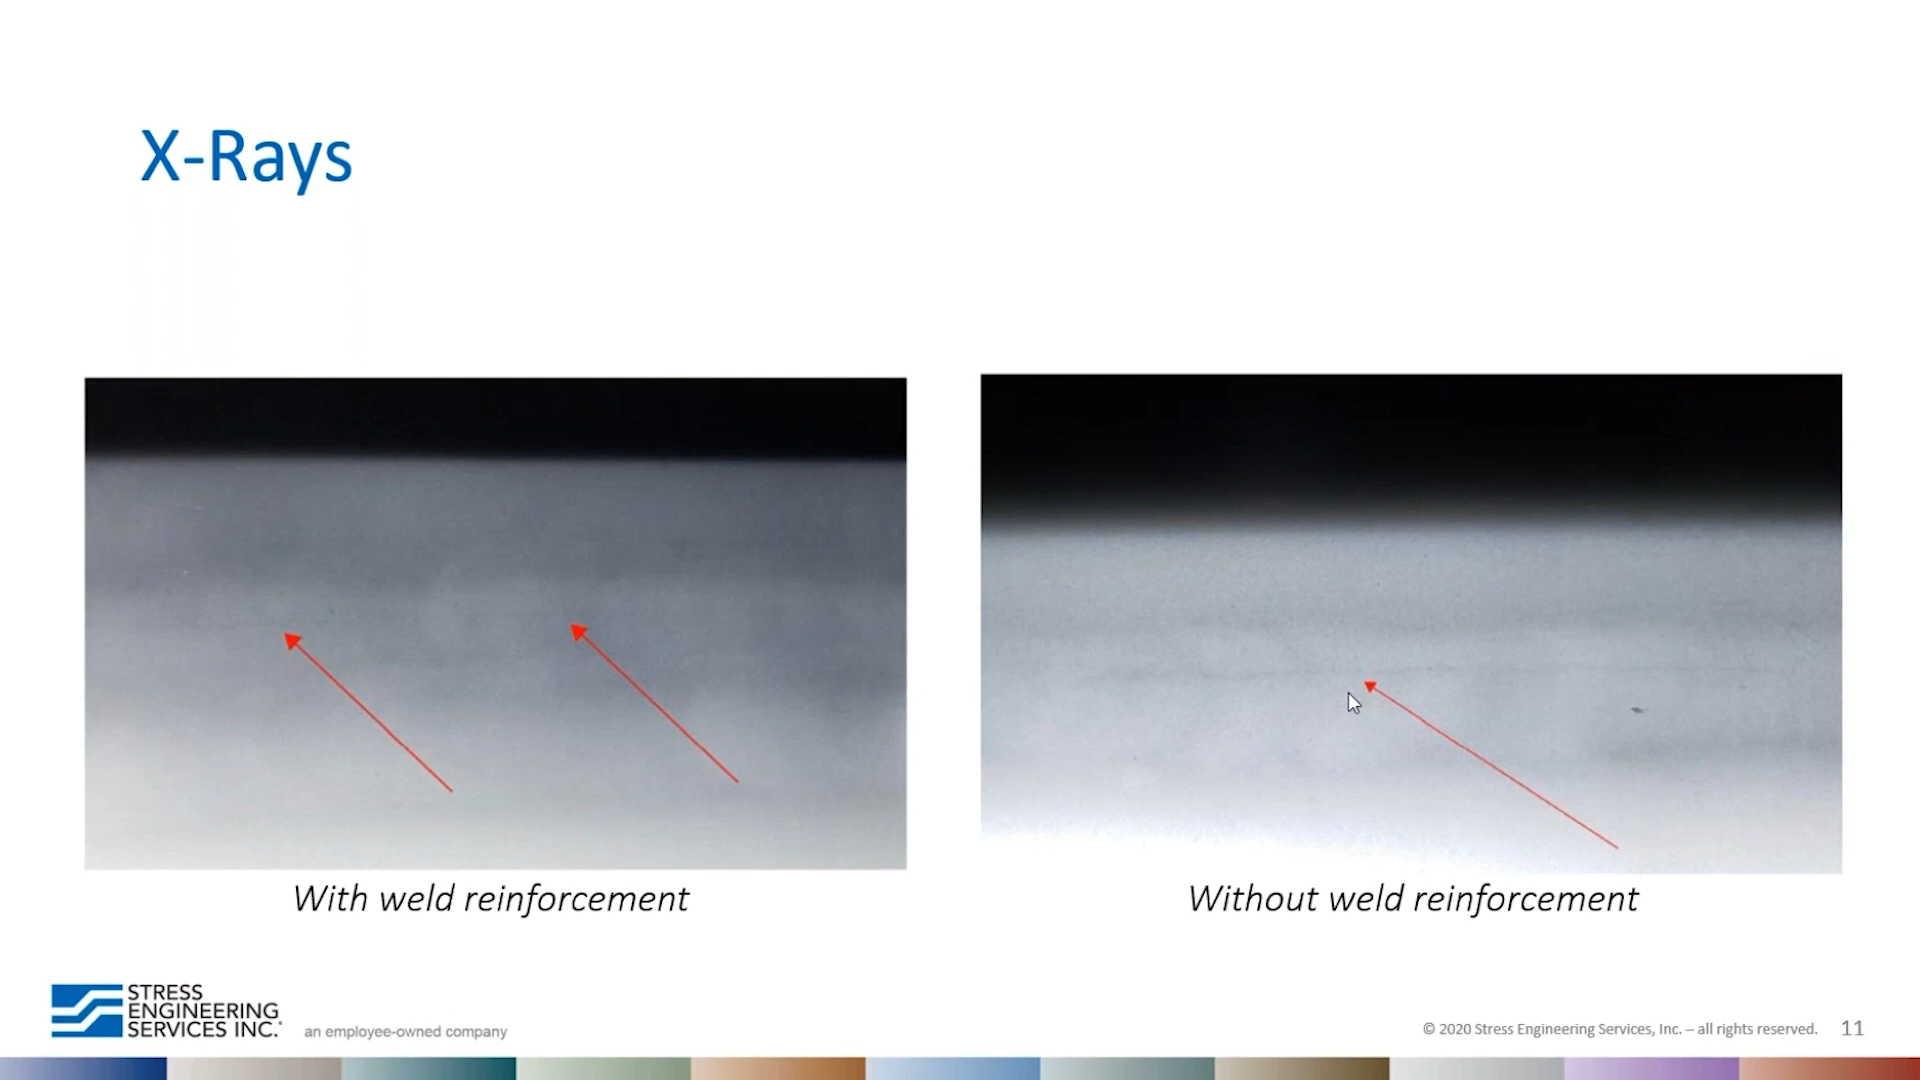 X-Rays
With weld reinforcement
Without weld reinforcement
STRESS
ENGINEERING
SERVICES INC.
an employee-owned company
© 2020 Stress Engineering Services, Inc. – all rights reserved.
11